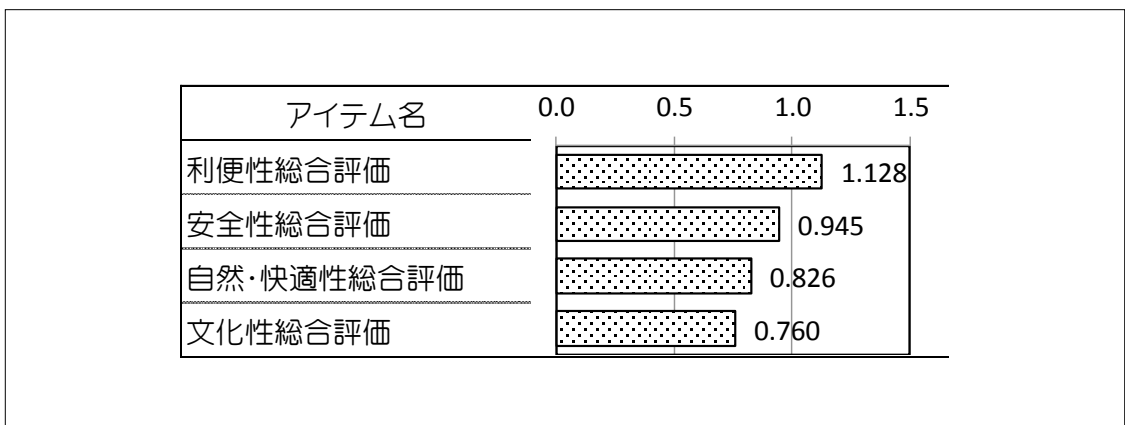 アイテム名 0.0 0.5 1.0 1.5
利便性総合評価 1.128
安全性総合評価 0.945
自然・快適性総合評価 0.826
文化性総合評価 0.760